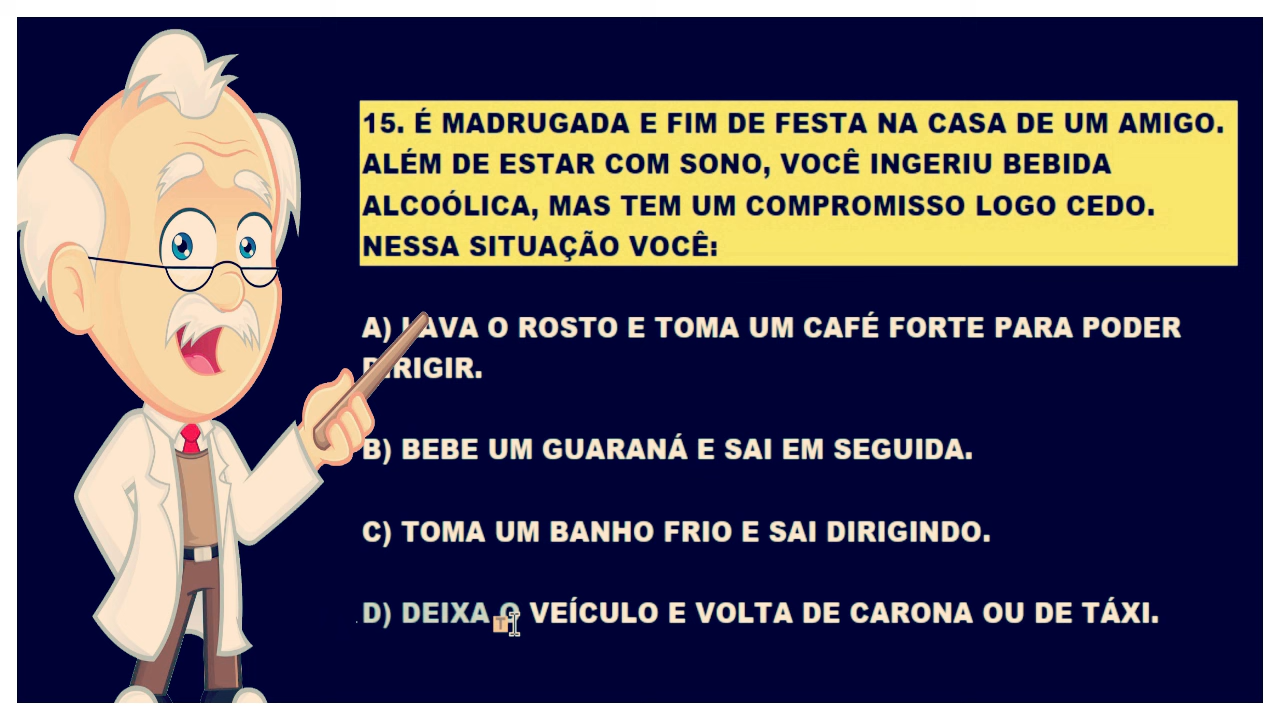 15. É MADRUGADA E FIM DE FESTA NA CASA DE UM AMIGO.
ALÉM DE ESTAR COM SONO, VOCÊ INGERIU BEBIDA
ALCOÓLICA, MAS TEM UM COMPROMISSO LOGO CEDO.
NESSA SITUAÇÃO VOCÊ:
A) LAVA O ROSTO E TOMA UM CAFÉ FORTE PARA PODER
DIRIGIR.
B) BEBE UM GUARANÁ E SAI EM SEGUIDA.
C) TOMA UM BANHO FRIO E SAI DIRIGINDO.
D) DEIXA O VEÍCULO E VOLTA DE CARONA OU DE TÁXI.